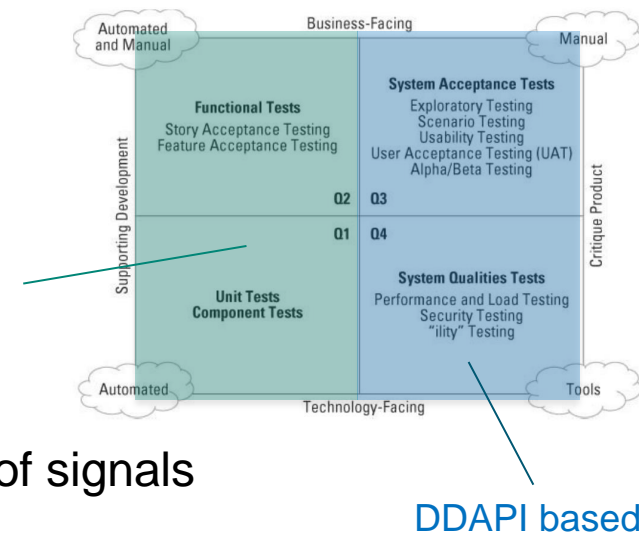 Business-Facing
Automated
and Manual
Manual
Functional Tests
Story Acceptance Testing
Feature Acceptance Testing
System Acceptance Tests
Exploratory Testing
Scenario Testing
Usability Testing
User Acceptance Testing (UAT)
Alpha/Beta Testing
Supporting Development
Critique Product
Q2 Q3
Q1 Q4
Unit Tests
Component Tests
System Qualities Tests
Performance and Load Testing
Security Testing
"ility" Testing
Automated
Tools
Technology-Facing
of signals
DDAPI based